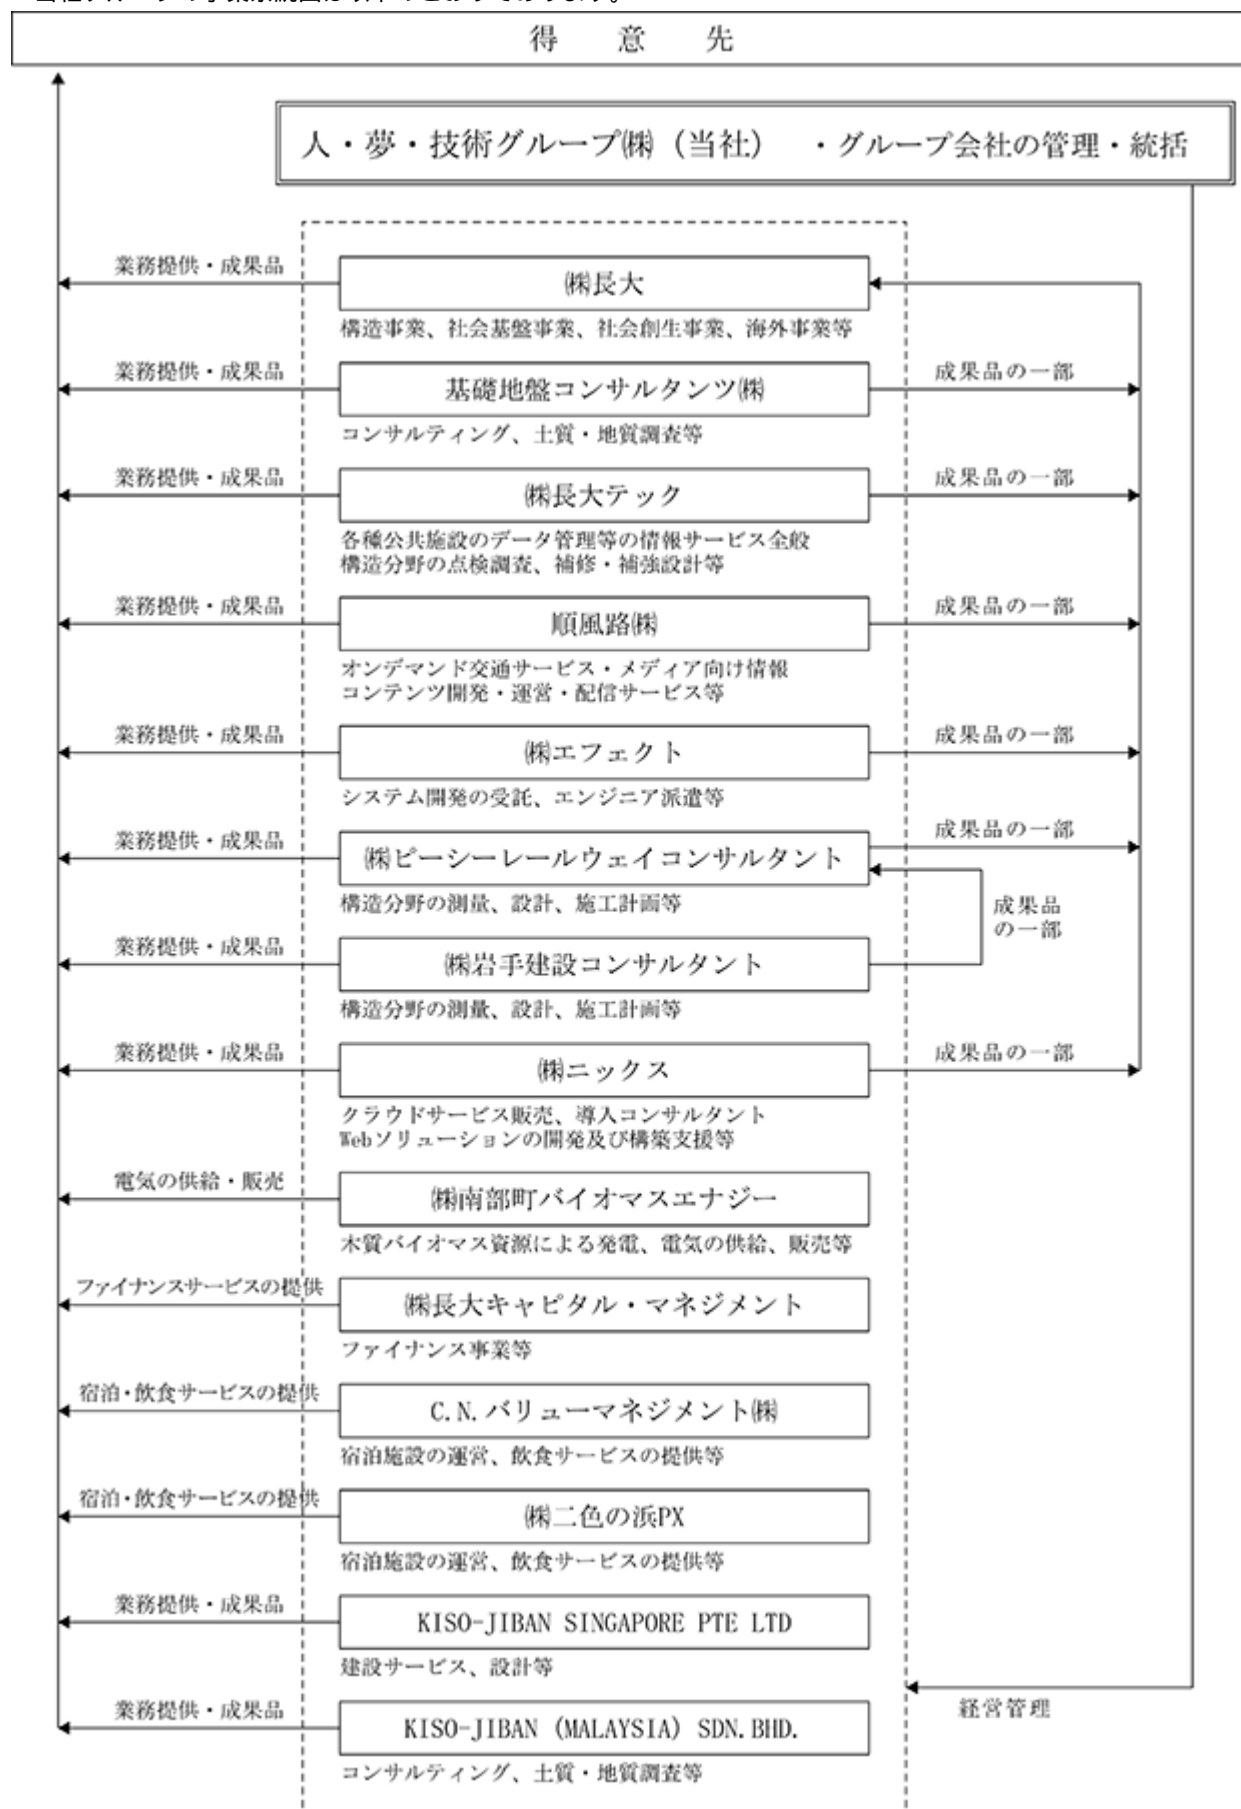 得意先
人・夢・技術グループ㈱（当社）　・グループ会社の管理・統括
業務提供・成果品
㈱長大
構造事業、社会基盤事業、社会創生事業、海外事業等
業務提供・成果品
基礎地盤コンサルタンツ㈱
成果品の一部
コンサルティング、土質・地質調査等
業務提供・成果品
㈱長大テック
成果品の一部
各種公共施設のデータ管理等の情報サービス全般
構造分野の点検調査、補修・補強設計等
業務提供・成果品
順風路㈱
成果品の一部
オンデマンド交通サービス・メディア向け情報
コンテンツ開発・運営・配信サービス等
業務提供・成果品
㈱エフェクト
成果品の一部
システム開発の受託、エンジニア派遣等
業務提供・成果品
㈱ピーシーレールウェイコンサルタント
成果品の一部
構造分野の測量、設計、施工計画等
成果品
の一部
業務提供・成果品
㈱岩手建設コンサルタント
構造分野の測量、設計、施工計画等
業務提供・成果品
㈱ニックス
成果品の一部
クラウドサービス販売、導入コンサルタント
Webソリューションの開発及び構築支援等
電気の供給・販売
㈱南部町バイオマスエナジー
木質バイオマス資源による発電、電気の供給、販売等
ファイナンスサービスの提供
㈱長大キャピタル・マネジメント
ファイナンス事業等
宿泊・飲食サービスの提供
C.N.バリューマネジメント㈱
宿泊施設の運営、飲食サービスの提供等
宿泊・飲食サービスの提供
㈱二色の浜PX
宿泊施設の運営、飲食サービスの提供等
業務提供・成果品
KISO-JIBAN SINGAPORE PTE LTD
建設サービス、設計等
経営管理
業務提供・成果品
KISO-JIBAN (MALAYSIA) SDN.BHD.
コンサルティング、土質・地質調査等